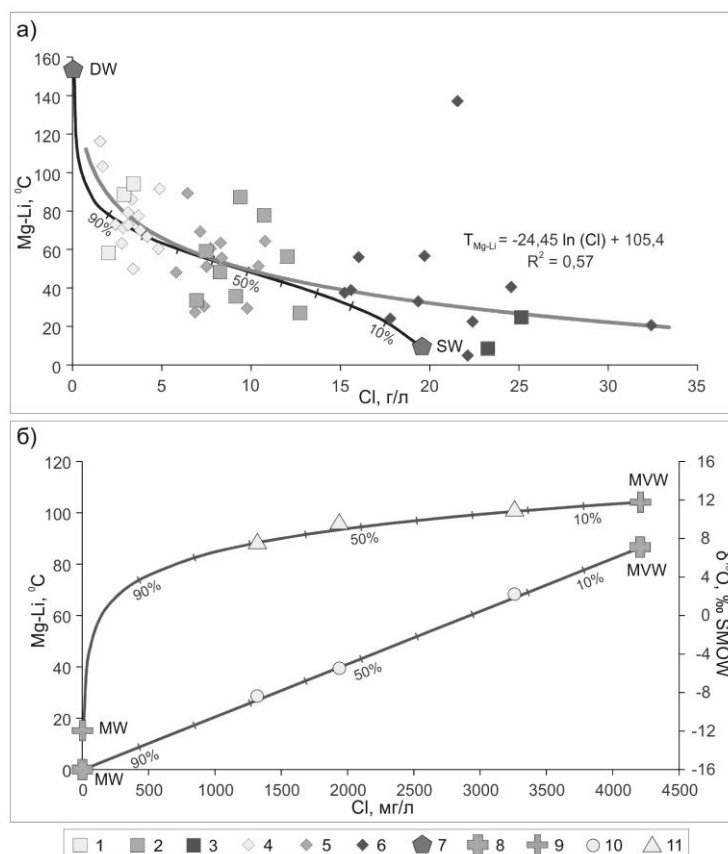 а)
160
140
120
100
80
60
40
20
0
Mg-Li, ⁰C
DW
90%
50%
10%
SW
T Mg-Li = -24,45 ln (Cl) + 105,4
R² = 0,57
0 5 10 15 20 25 30 35
Cl, г/л
б)
120
100
80
60
40
20
0
Mg-Li, ⁰C
16
12
8
4
0
-4
-8
-12
-16
δ¹⁸O, ‰ SMOW
MVW
MVW
90%
50%
10%
10%
50%
90%
MW
MW
0 500 1000 1500 2000 2500 3000 3500 4000 4500
Cl, мг/л
1 2 3 4 5 6 7 8 9 10 11